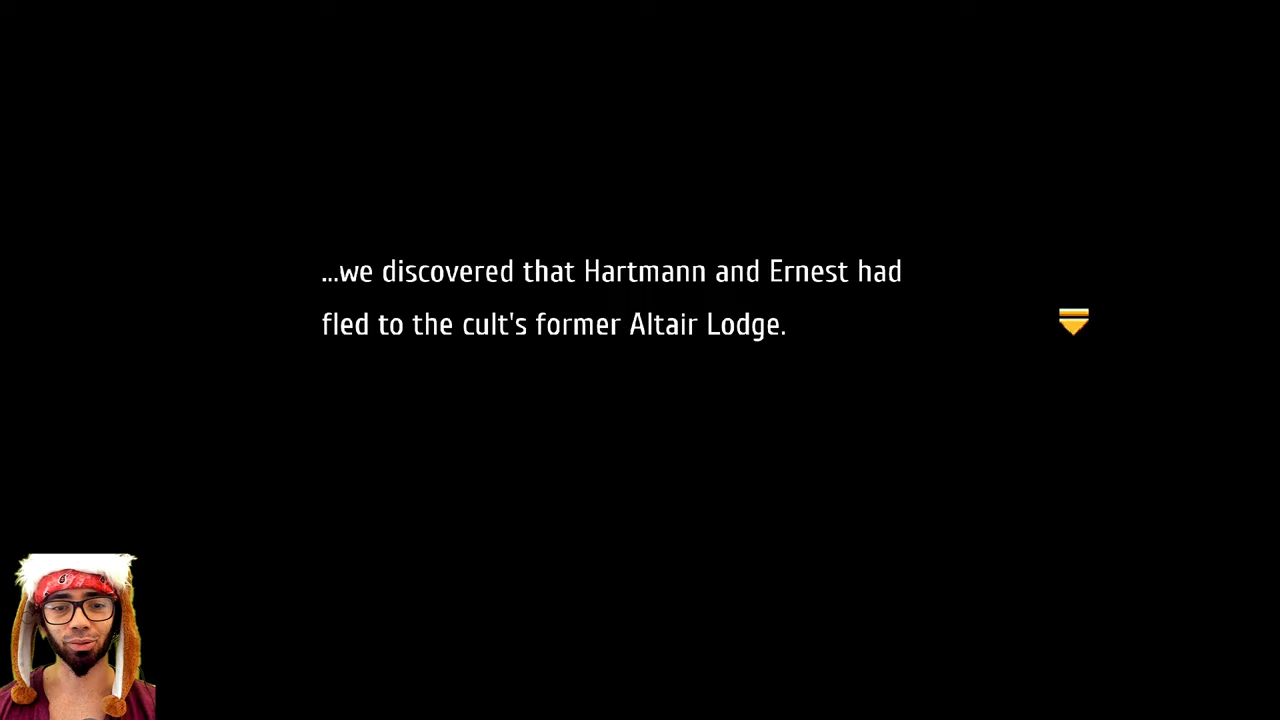 ...we discovered that Hartmann and Ernest had
fled to the cult's former Altair Lodge.